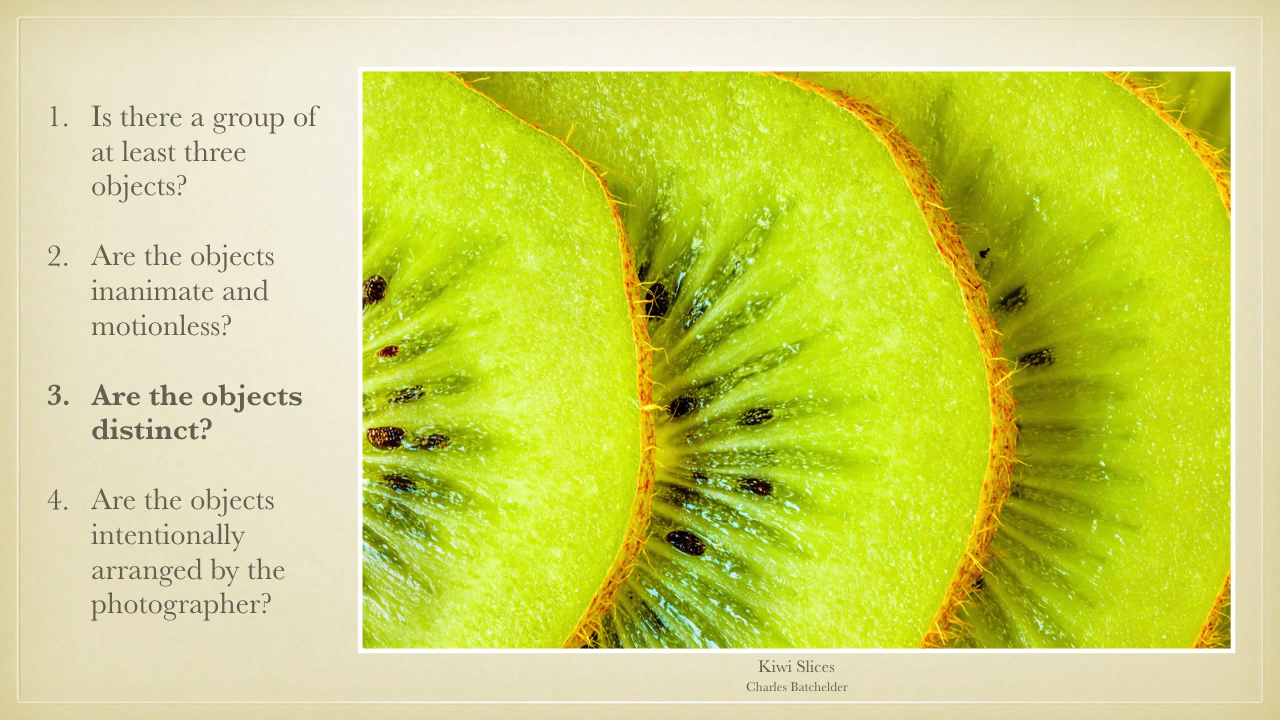 1. Is there a group of
at least three
objects?
2. Are the objects
inanimate and
motionless?
3. Are the objects
distinct?
4. Are the objects
intentionally
arranged by the
photographer?
Kiwi Slices
Charles Batchelder